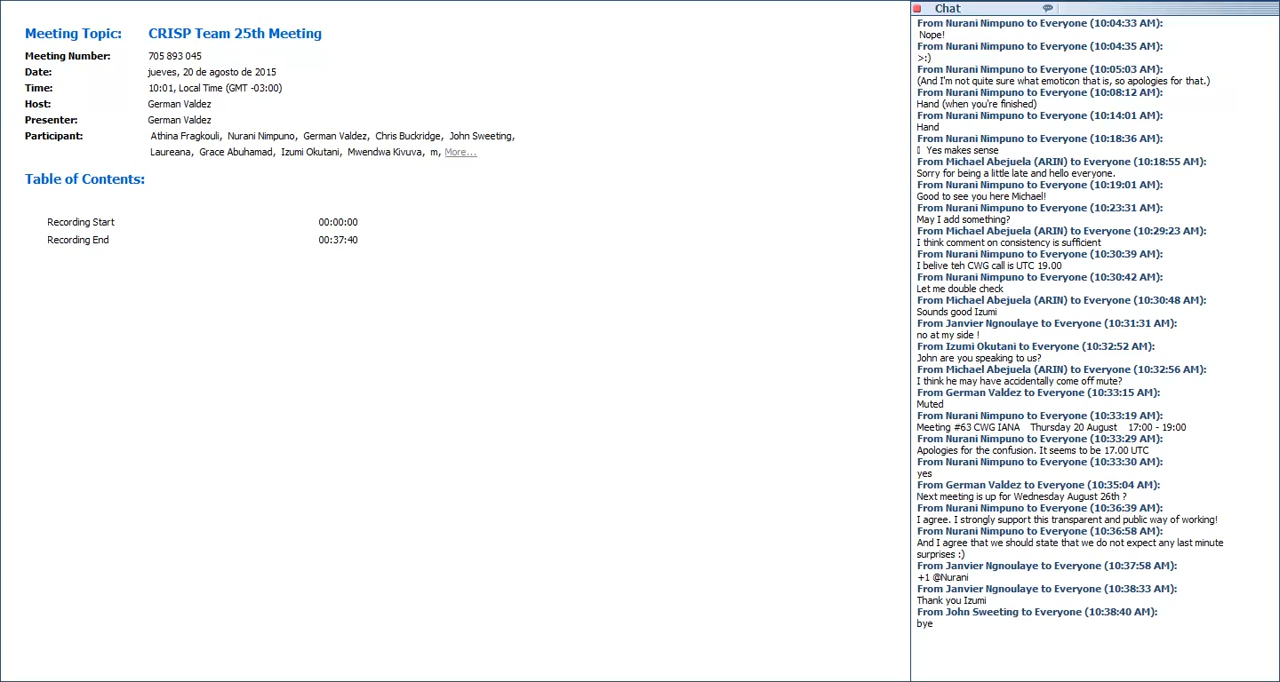 Meeting Topic: CRISP Team 25th Meeting
Meeting Number: 705 893 045
Date: jueves, 20 de agosto de 2015
Time: 10:01, Local Time (GMT -03:00)
Host: German Valdez
Presenter: German Valdez
Participant: Athina Fragkouli, Nurani Nimpuno, German Valdez, Chris Buckridge, John Sweeting,
Laureana, Grace Abuhamad, Izumi Okutani, Mwendwa Kivuva, m, More...
Table of Contents:
Recording Start 00:00:00
Recording End 00:37:40
Chat
From Nurani Nimpuno to Everyone (10:04:33 AM):
Nope!
From Nurani Nimpuno to Everyone (10:04:35 AM):
>:)
From Nurani Nimpuno to Everyone (10:05:03 AM):
(And I'm not quite sure what emoticon that is, so apologies for that.)
From Nurani Nimpuno to Everyone (10:08:12 AM):
Hand (when you're finished)
From Nurani Nimpuno to Everyone (10:14:01 AM):
Hand
From Nurani Nimpuno to Everyone (10:18:36 AM):
Yes makes sense
From Michael Abejuela (ARIN) to Everyone (10:18:55 AM):
Sorry for being a little late and hello everyone.
From Nurani Nimpuno to Everyone (10:19:01 AM):
Good to see you here Michael!
From Nurani Nimpuno to Everyone (10:23:31 AM):
May I add something?
From Michael Abejuela (ARIN) to Everyone (10:29:23 AM):
I think comment on consistency is sufficient
From Nurani Nimpuno to Everyone (10:30:39 AM):
I belive teh CWG call is UTC 19.00
From Nurani Nimpuno to Everyone (10:30:42 AM):
Let me double check
From Michael Abejuela (ARIN) to Everyone (10:30:48 AM):
Sounds good Izumi
From Janvier Ngnoulaye to Everyone (10:31:31 AM):
no at my side !
From Izumi Okutani to Everyone (10:32:52 AM):
John are you speaking to us?
From Michael Abejuela (ARIN) to Everyone (10:32:56 AM):
I think he may have accidentally come off mute?
From German Valdez to Everyone (10:33:15 AM):
Muted
From Nurani Nimpuno to Everyone (10:33:19 AM):
Meeting #63 CWG IANA Thursday 20 August 17:00 - 19:00
From Nurani Nimpuno to Everyone (10:33:29 AM):
Apologies for the confusion. It seems to be 17.00 UTC
From Nurani Nimpuno to Everyone (10:33:30 AM):
yes
From German Valdez to Everyone (10:35:04 AM):
Next meeting is up for Wednesday August 26th ?
From Nurani Nimpuno to Everyone (10:36:39 AM):
I agree. I strongly support this transparent and public way of working!
From Nurani Nimpuno to Everyone (10:36:58 AM):
And I agree that we should state that we do not expect any last minute
surprises :)
From Janvier Ngnoulaye to Everyone (10:37:58 AM):
+1 @Nurani
From Janvier Ngnoulaye to Everyone (10:38:33 AM):
Thank you Izumi
From John Sweeting to Everyone (10:38:40 AM):
bye